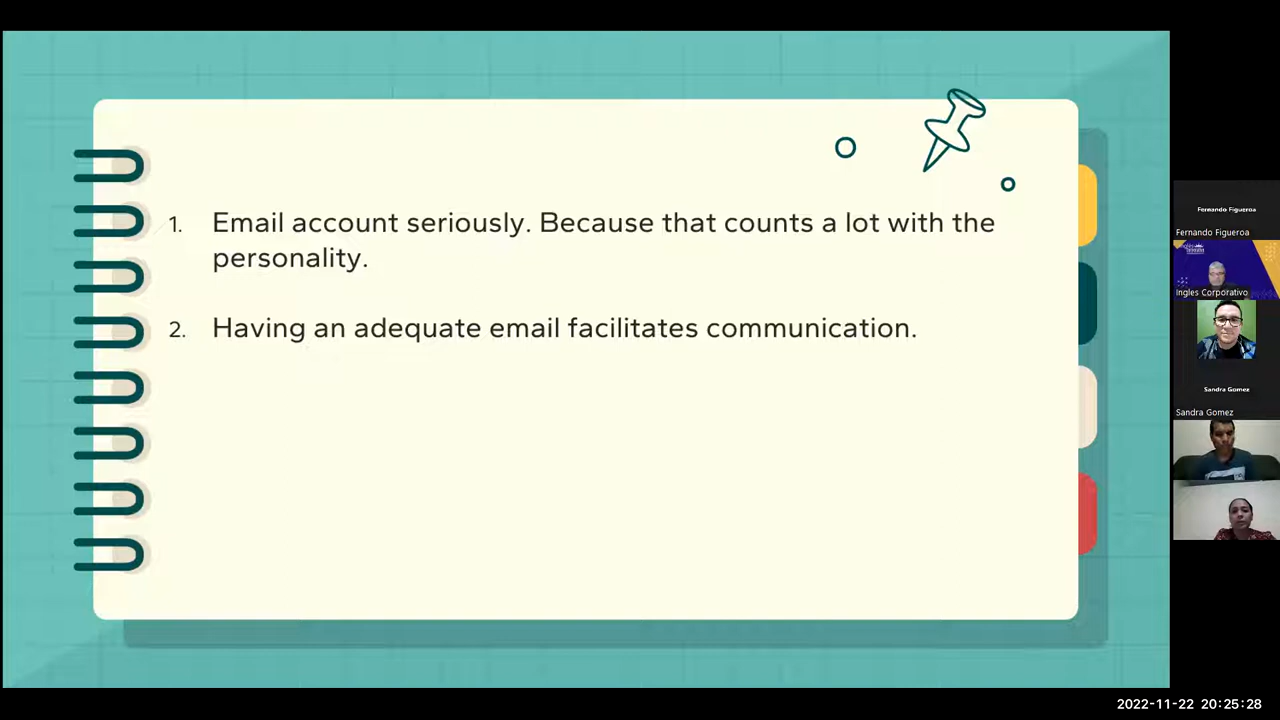 1. Email account seriously. Because that counts a lot with the
personality.
2. Having an adequate email facilitates communication.
Fernando Figueroa
Fernando Figueroa
Ingles Corporativo
Sandra Gomez
Sandra Gomez
2022-11-22 20:25:28